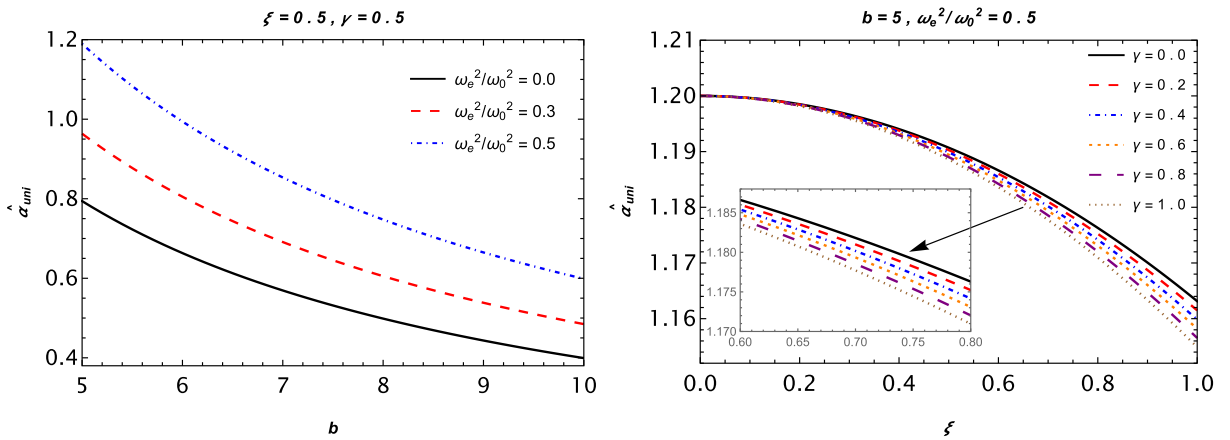 ξ = 0.5 , γ = 0.5
1.2
1.0
0.8
0.6
0.4
α̂uni
ωe²/ω0² = 0.0
ωe²/ω0² = 0.3
ωe²/ω0² = 0.5
5 6 7 8 9 10
b
b = 5 , ωe²/ω0² = 0.5
1.21
1.20
1.19
1.18
1.17
1.16
α̂uni
γ = 0.0
γ = 0.2
γ = 0.4
γ = 0.6
γ = 0.8
γ = 1.0
1.185
1.180
1.175
1.170
0.60 0.65 0.70 0.75 0.80
0.0 0.2 0.4 0.6 0.8 1.0
ξ